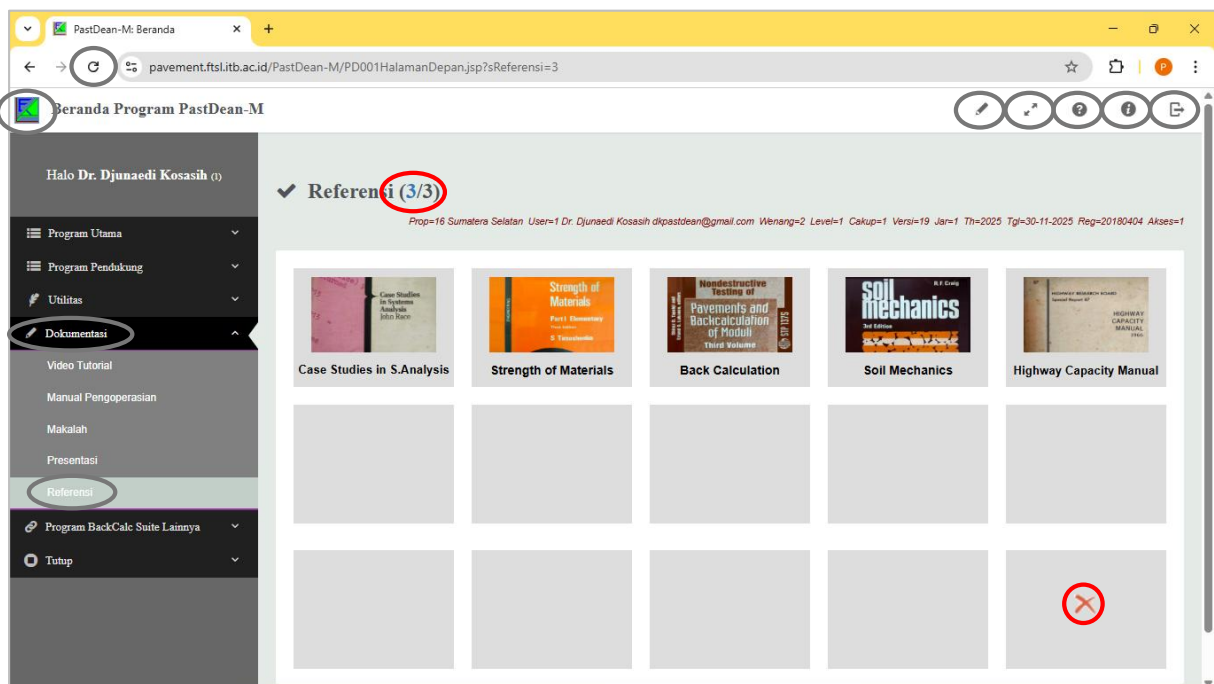 PastDean-M: Beranda
pavement.ftsl.itb.ac.id/PastDean-M/PD001HalamanDepan.jsp?sReferensi=3
P
Beranda Program PastDean-M
Halo Dr. Djunaedi Kosasih (1)
Program Utama
Program Pendukung
Utilitas
Dokumentasi
Video Tutorial
Manual Pengoperasian
Makalah
Presentasi
Referensi
Program BackCalc Suite Lainnya
Tutup
Referensi (3/3)
Prop=16 Sumatera Selatan User=1 Dr. Djunaedi Kosasih dkpastdean@gmail.com Wenang=2 Level=1 Cakup=1 Versi=19 Jar=1 Th=2025 Tgl=30-11-2025 Reg=20180404 Akses=1
Case Studies
in Systems
Analysis
John Race
Case Studies in S.Analysis
Strength of
Materials
Part I Elementary
S Timoshenko
Strength of Materials
Nondestructive
Testing of
Pavements and
Backcalculation
of Moduli
Third Volume
STP 1375
Back Calculation
R.F. Craig
soil
mechanics
3rd Edition
Soil Mechanics
HIGHWAY RESEARCH BOARD
Special Report 87
HIGHWAY
CAPACITY
MANUAL
Highway Capacity Manual